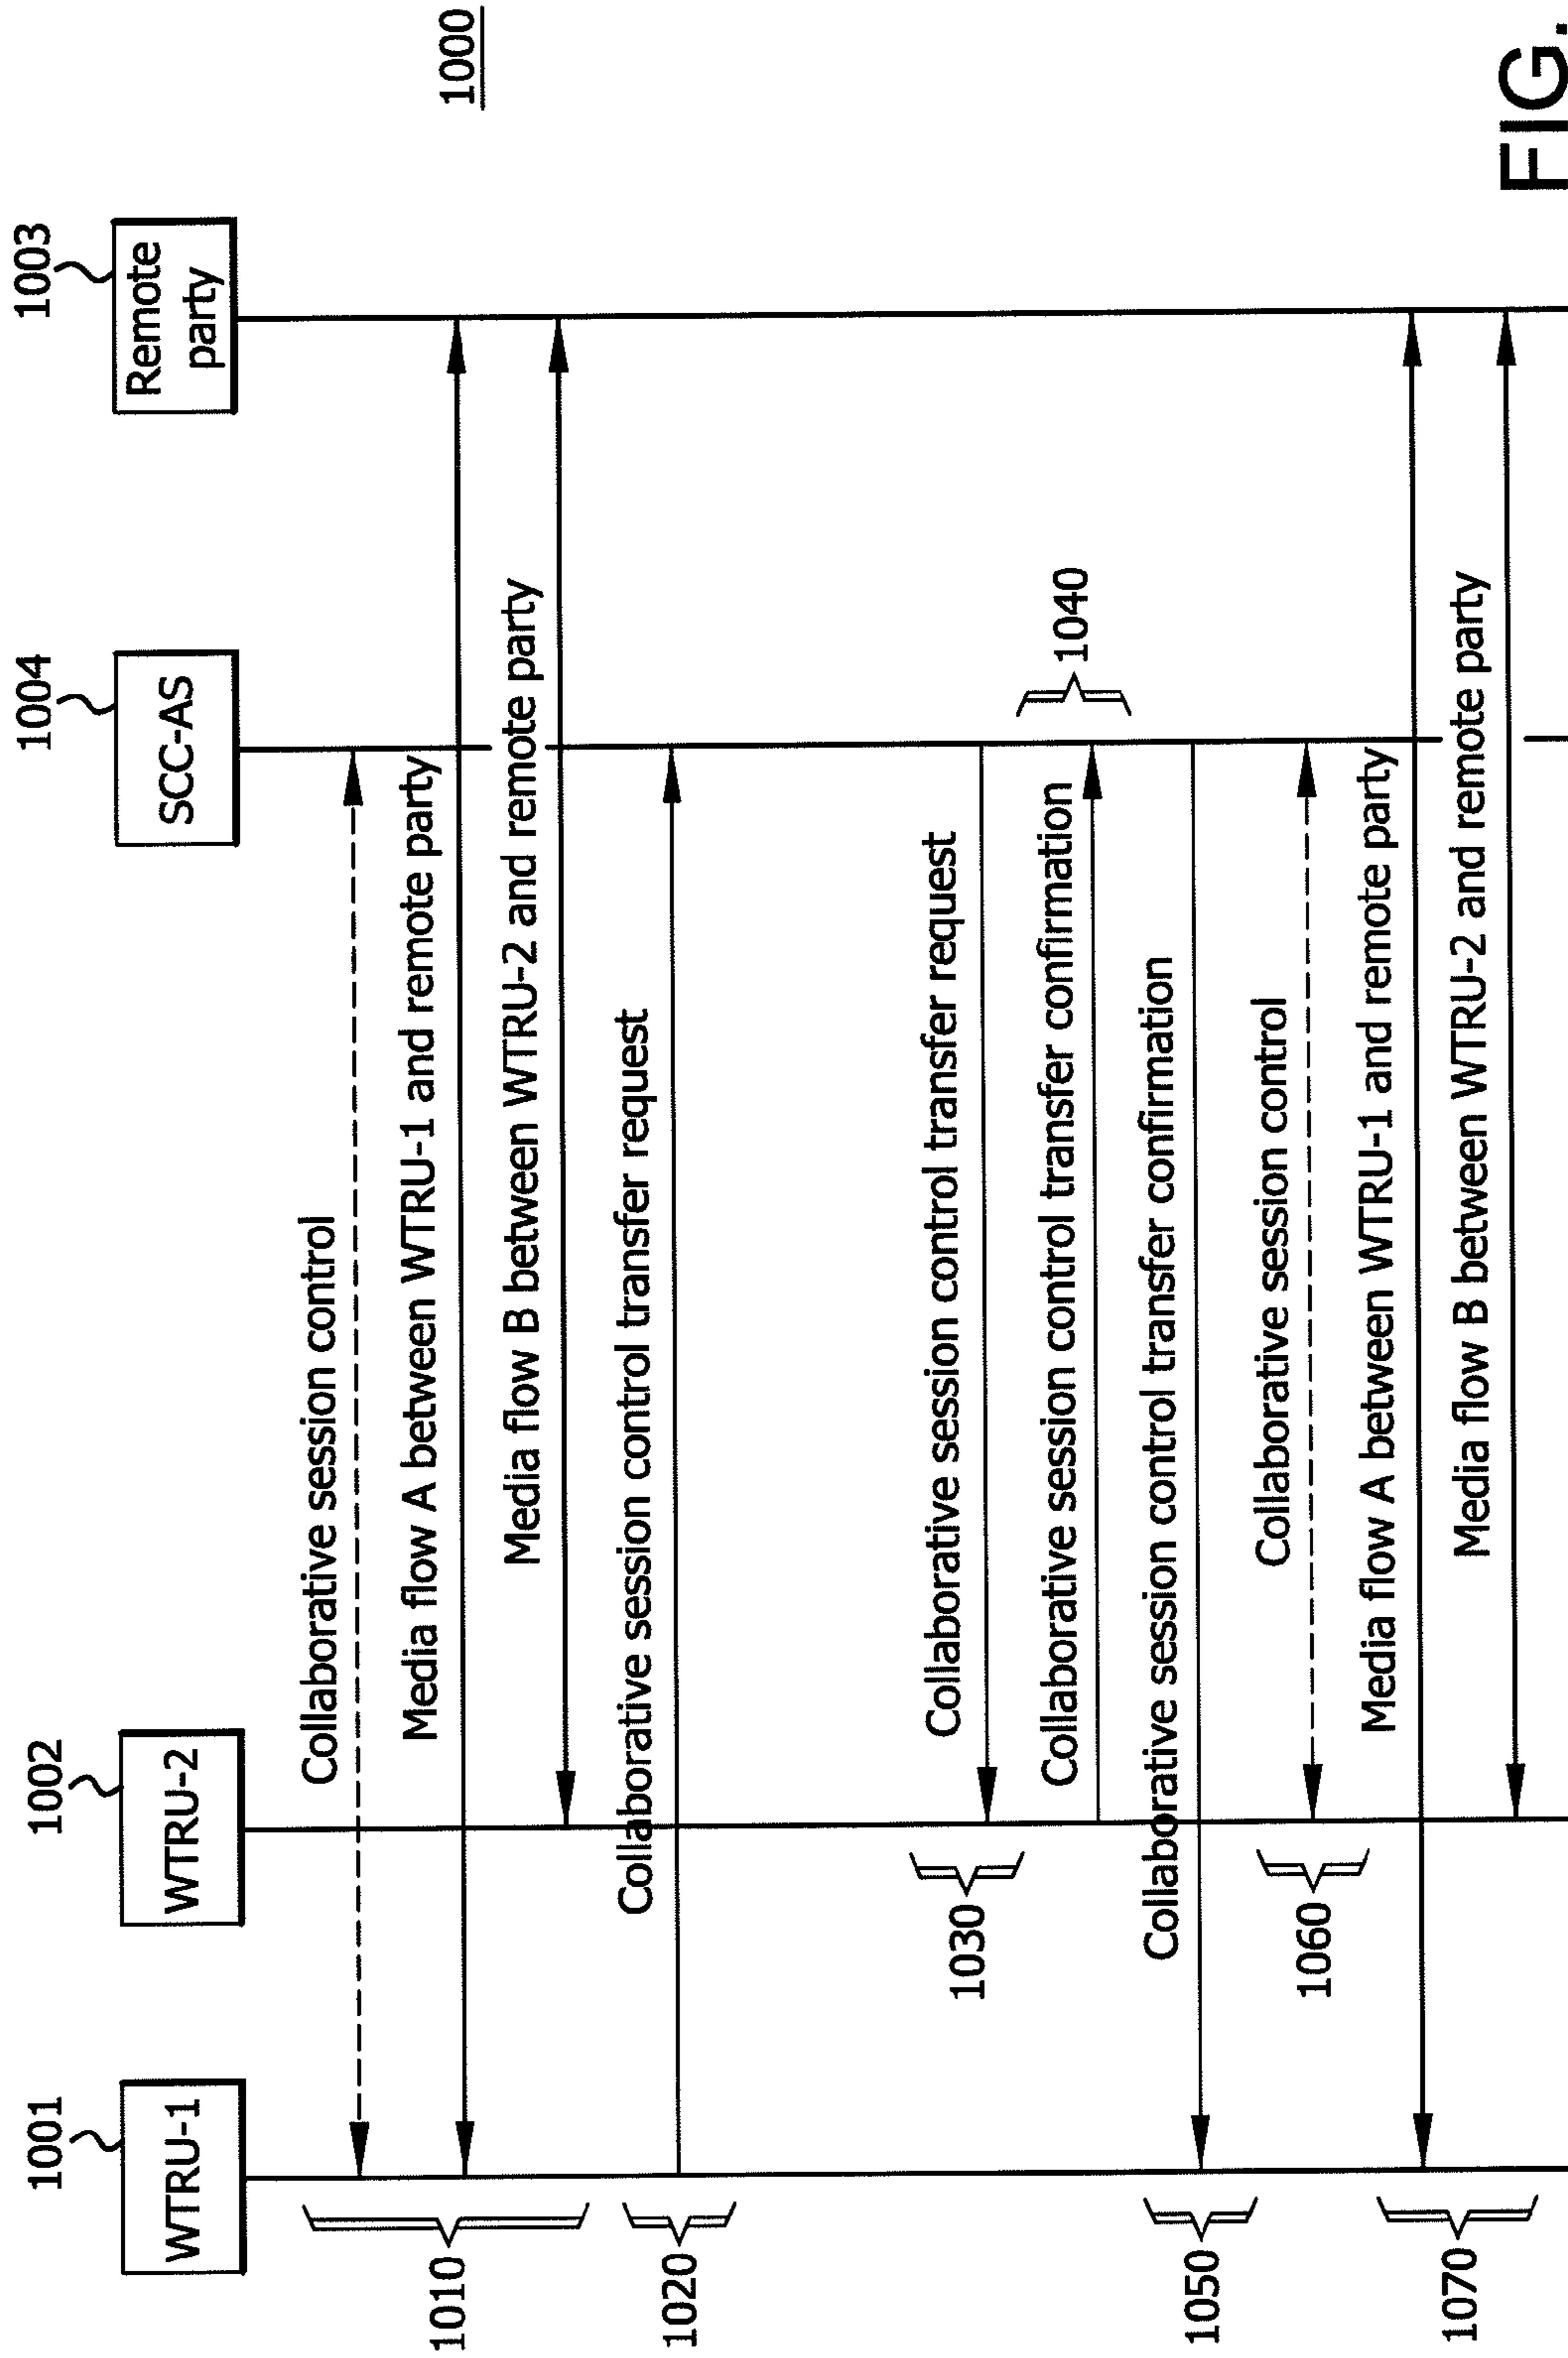 1001
1002
1004
1003
WTRU-1
WTRU-2
SCC-AS
Remote
party
1000
Collaborative session control
Media flow A between WTRU-1 and remote party
1010
Media flow B between WTRU-2 and remote party
Collaborative session control transfer request
1020
Collaborative session control transfer request
1030
Collaborative session control transfer confirmation
1040
Collaborative session control transfer confirmation
1050
Collaborative session control
1060
Media flow A between WTRU-1 and remote party
1070
Media flow B between WTRU-2 and remote party
FIG.